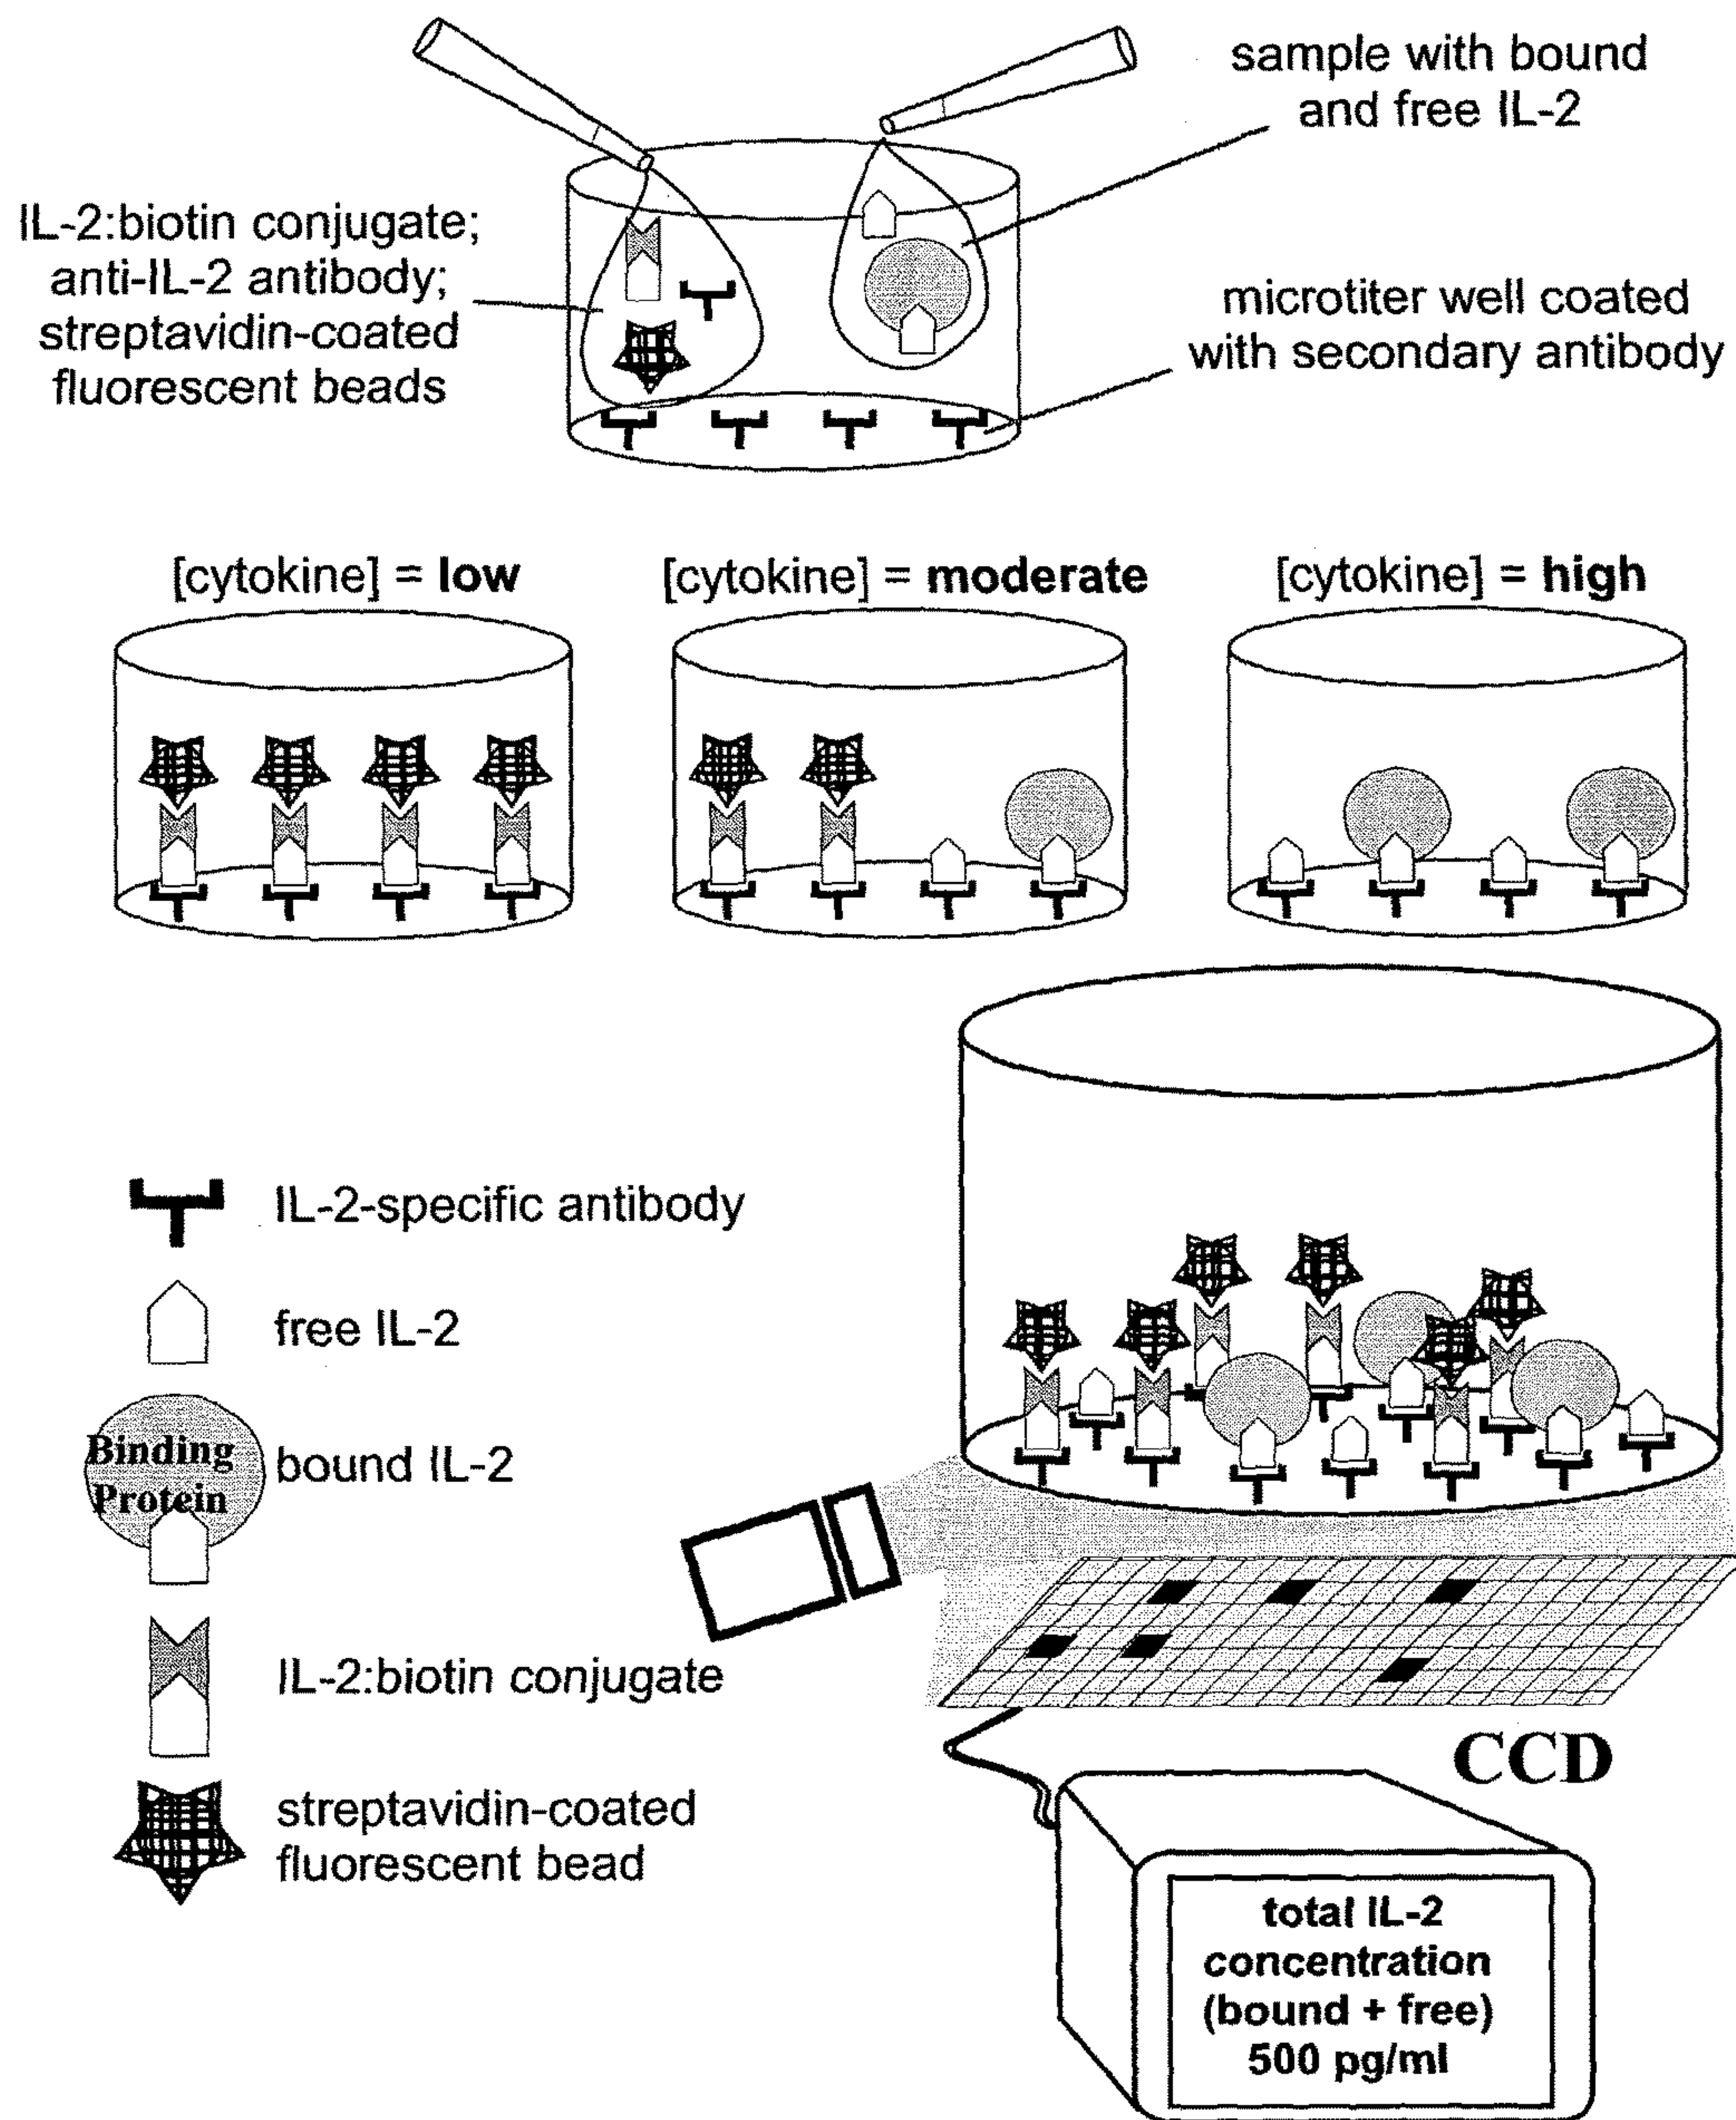 sample with bound
and free IL-2
IL-2:biotin conjugate;
anti-IL-2 antibody;
streptavidin-coated
fluorescent beads
microtiter well coated
with secondary antibody
[cytokine] = low
[cytokine] = moderate
[cytokine] = high
IL-2-specific antibody
free IL-2
Binding
Protein
bound IL-2
IL-2:biotin conjugate
streptavidin-coated
fluorescent bead
CCD
total IL-2
concentration
(bound + free)
500 pg/ml